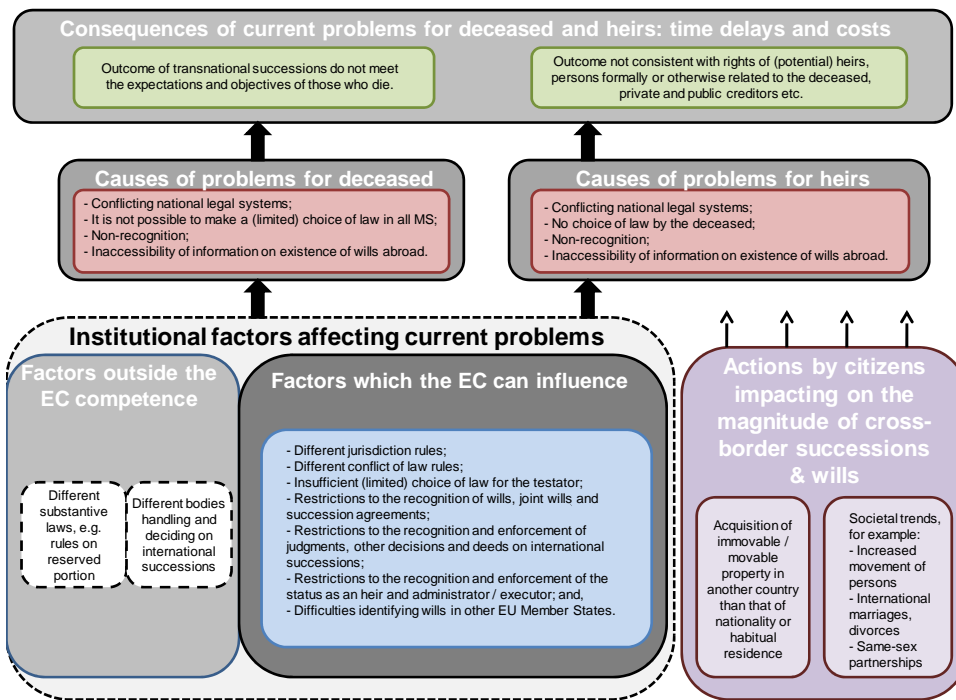 Consequences of current problems for deceased and heirs: time delays and costs
Outcome of transnational successions do not meet
the expectations and objectives of those who die.
Outcome not consistent with rights of (potential) heirs,
persons formally or otherwise related to the deceased,
private and public creditors etc.
Causes of problems for deceased
- Conflicting national legal systems;
- It is not possible to make a (limited) choice of law in all MS;
- Non-recognition;
- Inaccessibility of information on existence of wills abroad.
Causes of problems for heirs
- Conflicting national legal systems;
- No choice of law by the deceased;
- Non-recognition;
- Inaccessibility of information on existence of wills abroad.
Institutional factors affecting current problems
Factors outside the
EC competence
Different
substantive
laws, e.g.
rules on
reserved
portion
Different bodies
handling and
deciding on
international
successions
Factors which the EC can influence
- Different jurisdiction rules;
- Different conflict of law rules;
- Insufficient (limited) choice of law for the testator;
- Restrictions to the recognition of wills, joint wills and
succession agreements;
- Restrictions to the recognition and enforcement of
judgments, other decisions and deeds on international
successions;
- Restrictions to the recognition and enforcement of the
status as an heir and administrator / executor; and,
- Difficulties identifying wills in other EU Member States.
Actions by citizens
impacting on the
magnitude of cross-
border successions
& wills
Acquisition of
immovable /
movable
property in
another country
than that of
nationality or
habitual
residence
Societal trends,
for example:
- Increased
movement of
persons
- International
marriages,
divorces
- Same-sex
partnerships